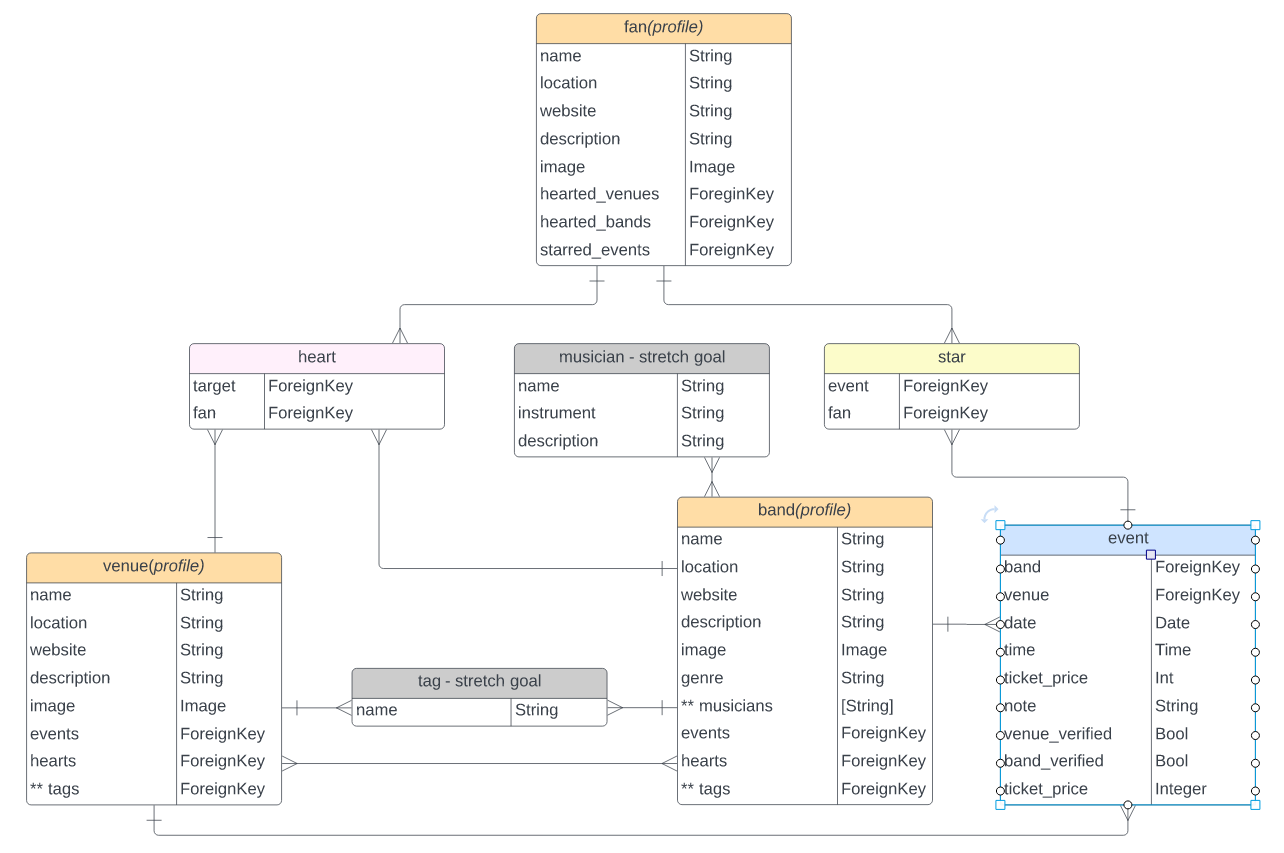 fan(profile)
name String
location String
website String
description String
image Image
hearted_venues ForeginKey
hearted_bands ForeignKey
starred_events ForeignKey
heart
target ForeignKey
fan ForeignKey
musician - stretch goal
name String
instrument String
description String
star
event ForeignKey
fan ForeignKey
venue(profile)
name String
location String
website String
description String
image Image
events ForeignKey
hearts ForeignKey
** tags ForeignKey
tag - stretch goal
name String
band(profile)
name String
location String
website String
description String
image Image
genre String
** musicians [String]
events ForeignKey
hearts ForeignKey
** tags ForeignKey
event
band ForeignKey
venue ForeignKey
date Date
time Time
ticket_price Int
note String
venue_verified Bool
band_verified Bool
ticket_price Integer